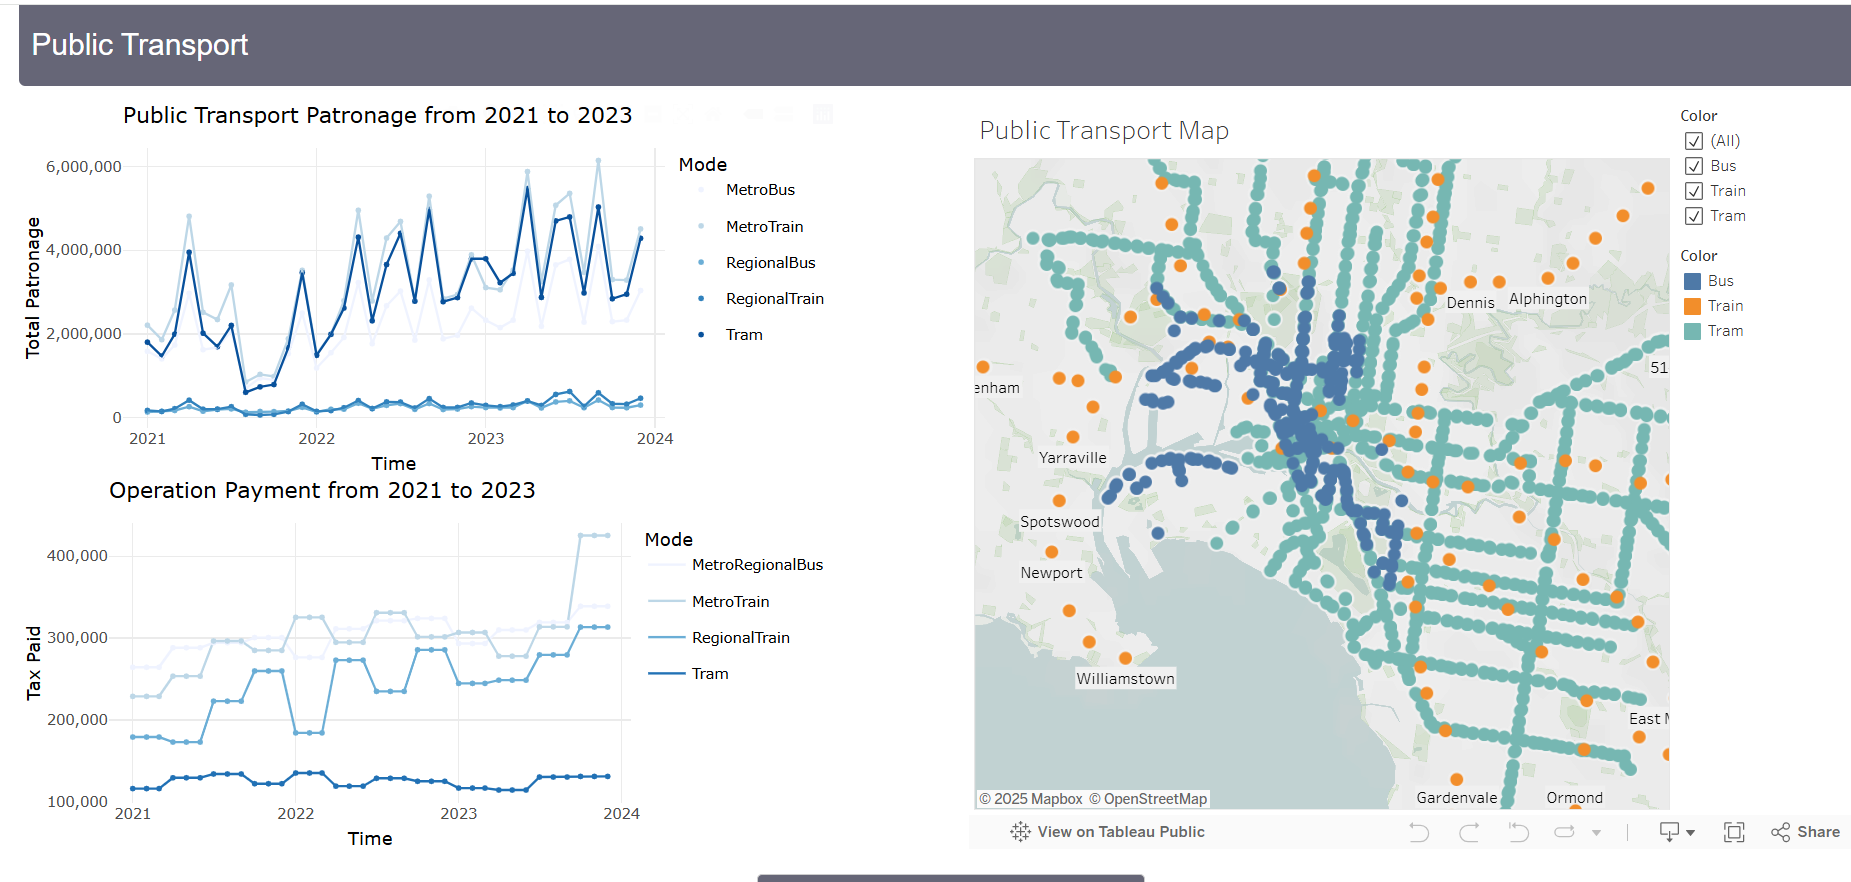 Public Transport
Public Transport Patronage from 2021 to 2023
Total Patronage
6,000,000
4,000,000
2,000,000
0
2021
2022
2023
2024
Time
Mode
MetroBus
MetroTrain
RegionalBus
RegionalTrain
Tram
Operation Payment from 2021 to 2023
Tax Paid
400,000
300,000
200,000
100,000
2021
2022
2023
2024
Time
Mode
MetroRegionalBus
MetroTrain
RegionalTrain
Tram
Public Transport Map
Dennis
Alphington
51
enham
Yarraville
Spotswood
Newport
Williamstown
East M
Gardenvale
Ormond
© 2025 Mapbox © OpenStreetMap
View on Tableau Public
Share
Color
(All)
Bus
Train
Tram
Color
Bus
Train
Tram